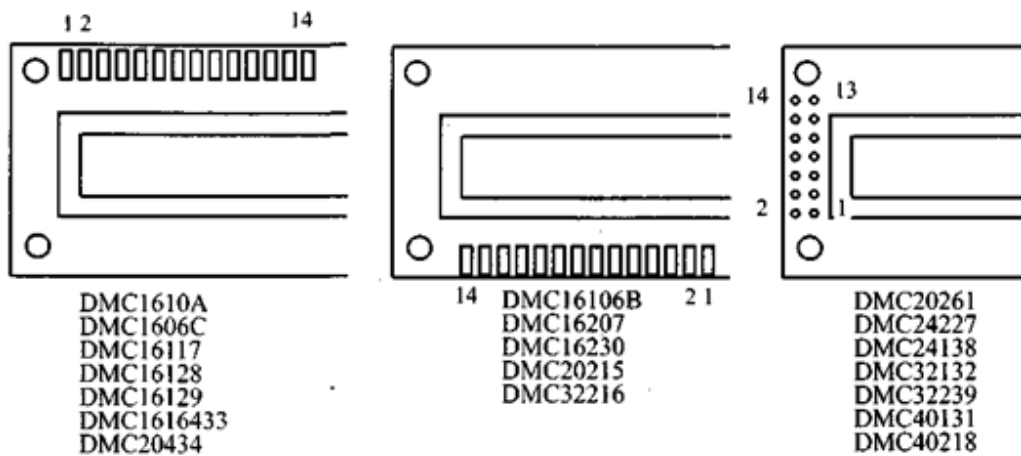 1 2 14
DMC1610A
DMC1606C
DMC16117
DMC16128
DMC16129
DMC1616433
DMC20434
14 2 1
DMC16106B
DMC16207
DMC16230
DMC20215
DMC32216
14 13
2 1
DMC20261
DMC24227
DMC24138
DMC32132
DMC32239
DMC40131
DMC40218